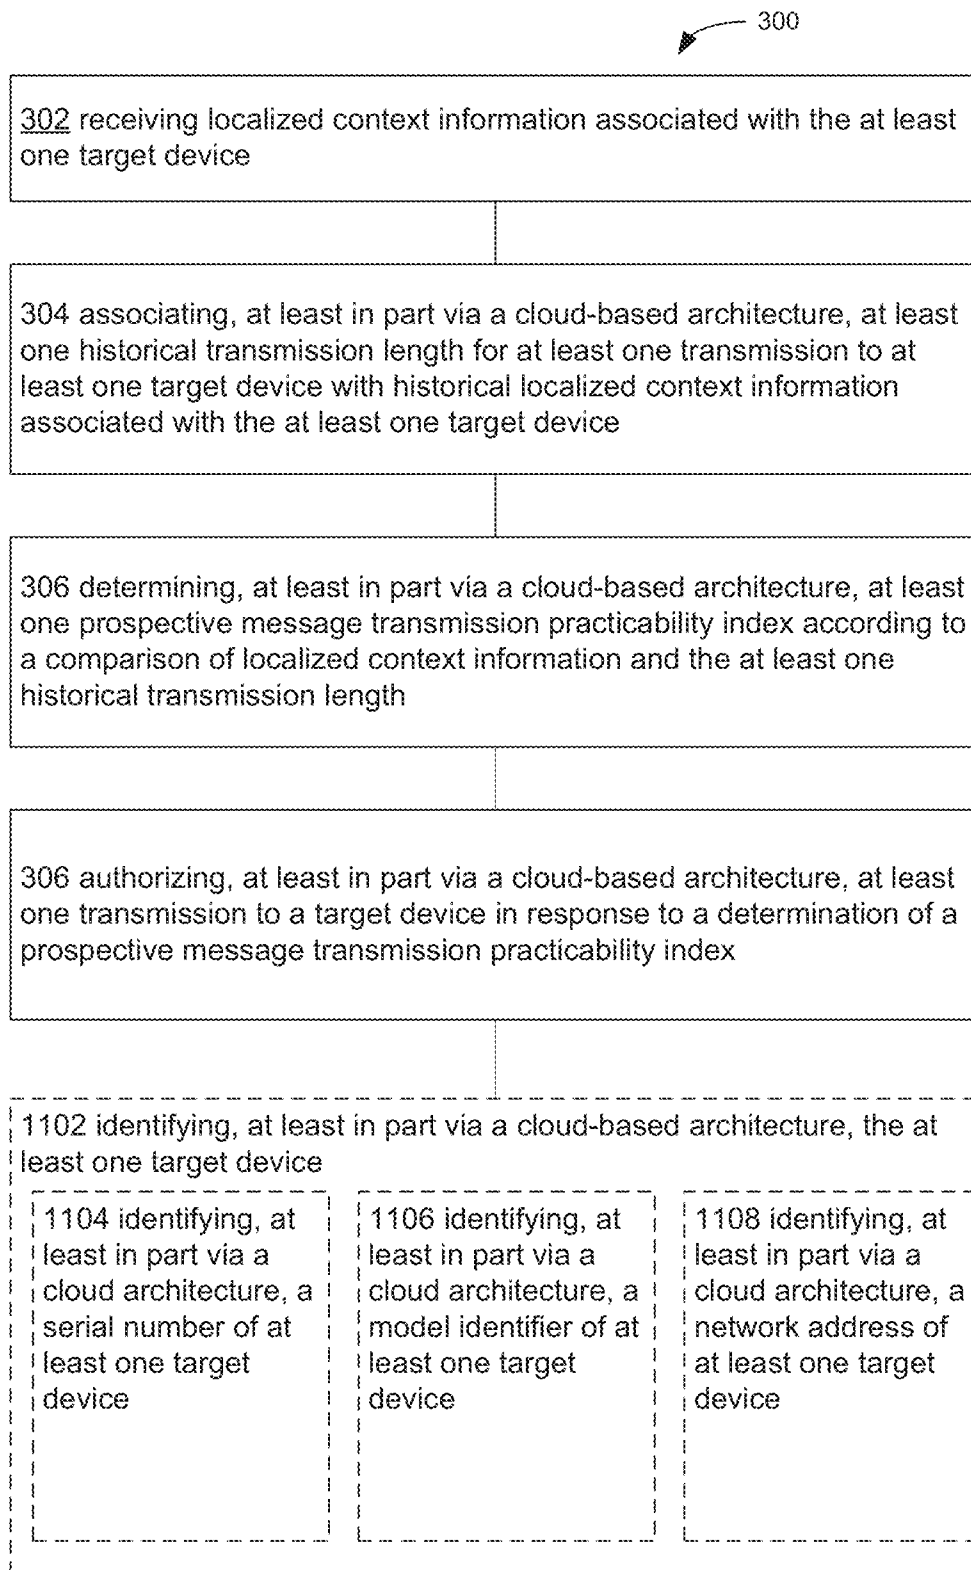 300
302 receiving localized context information associated with the at least
one target device
304 associating, at least in part via a cloud-based architecture, at least
one historical transmission length for at least one transmission to at
least one target device with historical localized context information
associated with the at least one target device
306 determining, at least in part via a cloud-based architecture, at least
one prospective message transmission practicability index according to
a comparison of localized context information and the at least one
historical transmission length
306 authorizing, at least in part via a cloud-based architecture, at least
one transmission to a target device in response to a determination of a
prospective message transmission practicability index
1102 identifying, at least in part via a cloud-based architecture, the at
least one target device
1104 identifying, at
least in part via a
cloud architecture, a
serial number of at
least one target
device
1106 identifying, at
least in part via a
cloud architecture, a
model identifier of at
least one target
device
1108 identifying, at
least in part via a
cloud architecture, a
network address of
at least one target
device